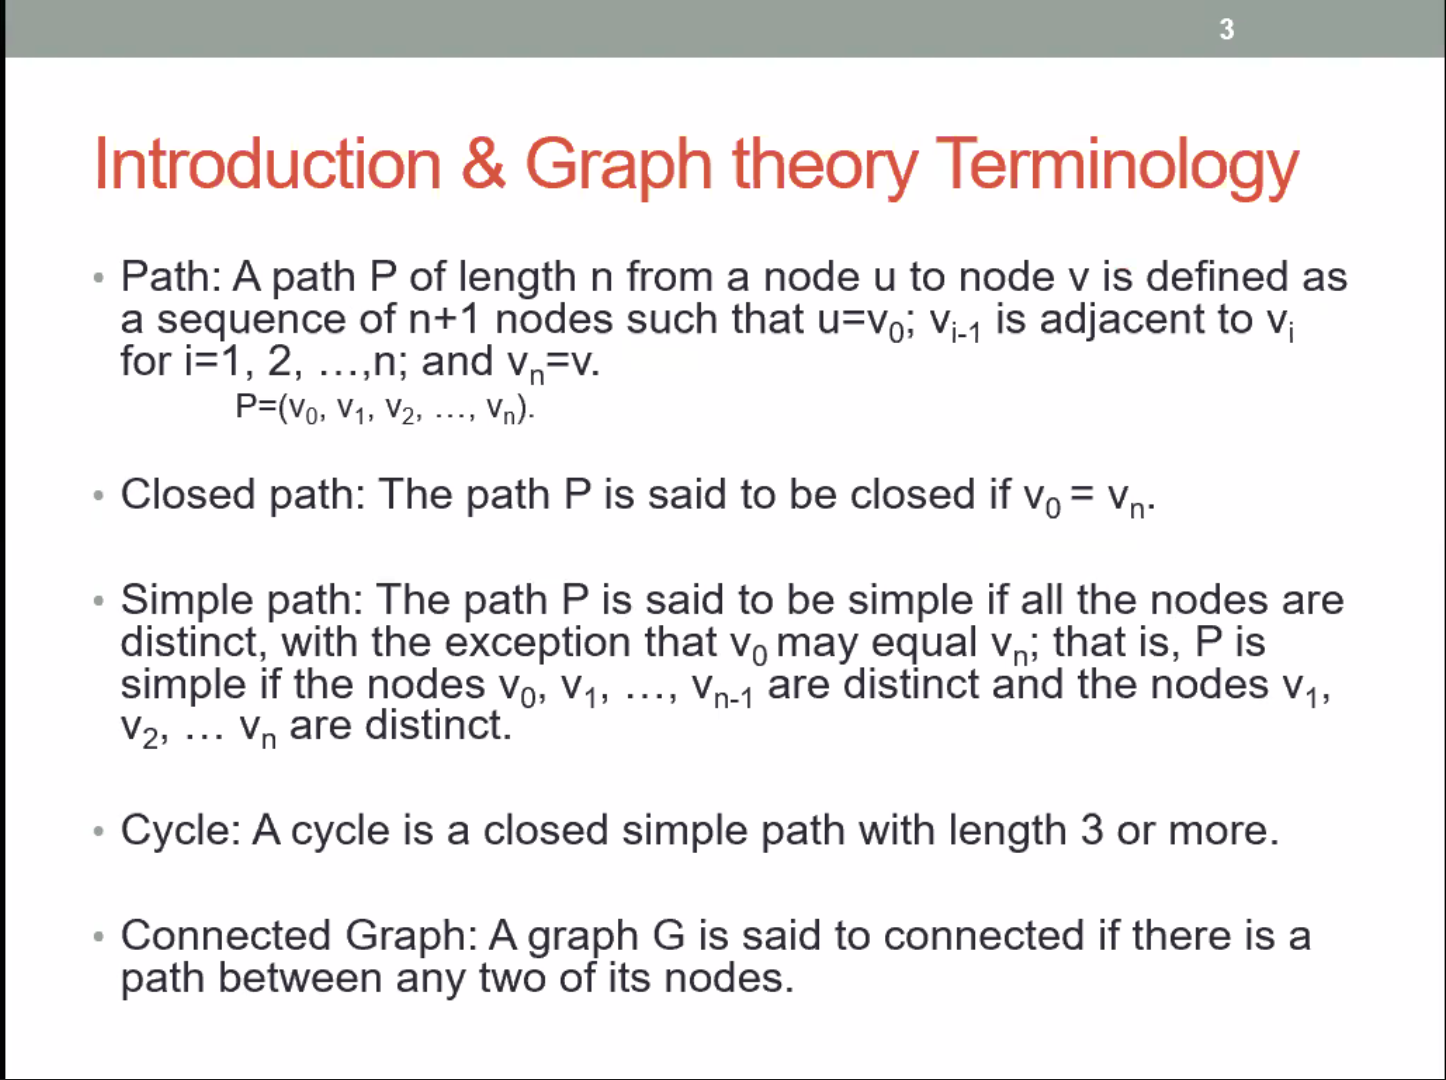 3
Introduction & Graph theory Terminology
• Path: A path P of length n from a node u to node v is defined as
a sequence of n+1 nodes such that u=v₀; vᵢ₋₁ is adjacent to vᵢ
for i=1, 2, …,n; and vₙ=v.
P=(v₀, v₁, v₂, …, vₙ).
• Closed path: The path P is said to be closed if v₀ = vₙ.
• Simple path: The path P is said to be simple if all the nodes are
distinct, with the exception that v₀ may equal vₙ; that is, P is
simple if the nodes v₀, v₁, …, vₙ₋₁ are distinct and the nodes v₁,
v₂, … vₙ are distinct.
• Cycle: A cycle is a closed simple path with length 3 or more.
• Connected Graph: A graph G is said to connected if there is a
path between any two of its nodes.